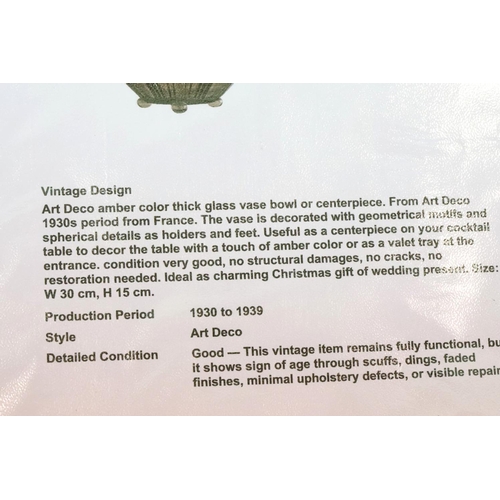 Vintage Design
Art Deco amber color thick glass vase bowl or centerpiece. From Art Deco
1930s period from France. The vase is decorated with geometrical motifs and
spherical details as holders and feet. Useful as a centerpiece on your cocktail
table to decor the table with a touch of amber color or as a valet tray at the
entrance. condition very good, no structural damages, no cracks, no
restoration needed. Ideal as charming Christmas gift of wedding present. Size:
W 30 cm, H 15 cm.
Production Period 1930 to 1939
Style Art Deco
Detailed Condition Good — This vintage item remains fully functional, bu
it shows sign of age through scuffs, dings, faded
finishes, minimal upholstery defects, or visible repair